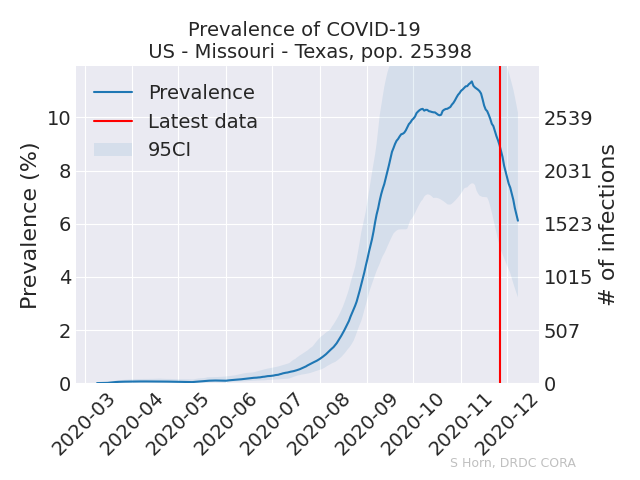 Prevalence of COVID-19
US - Missouri - Texas, pop. 25398
Prevalence
Latest data
95CI
Prevalence (%)
10
8
6
4
2
0
2539
2031
1523
1015
507
0
# of infections
2020-03
2020-04
2020-05
2020-06
2020-07
2020-08
2020-09
2020-10
2020-11
2020-12
S Horn, DRDC CORA